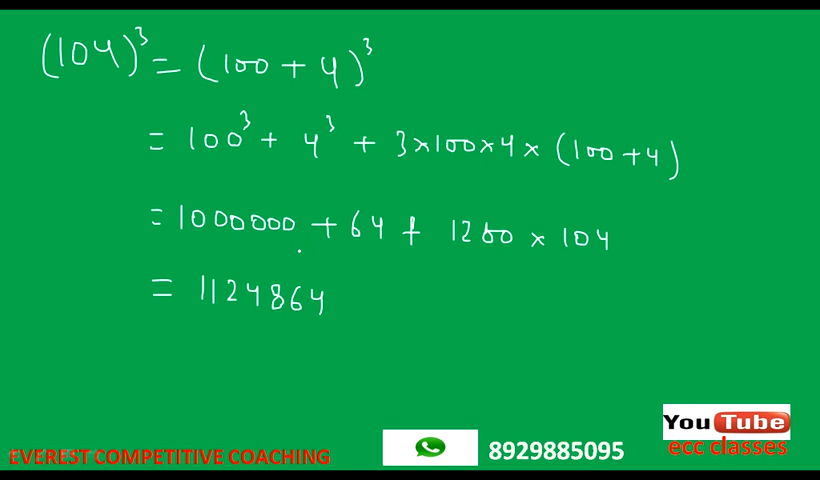 (104)³ = (100 + 4)³
= 100³ + 4³ + 3×100×4× (100 + 4)
= 1000000 + 64 + 1200 × 104
= 1124864
YouTube
ecc classes
EVEREST COMPETITIVE COACHING
8929885095